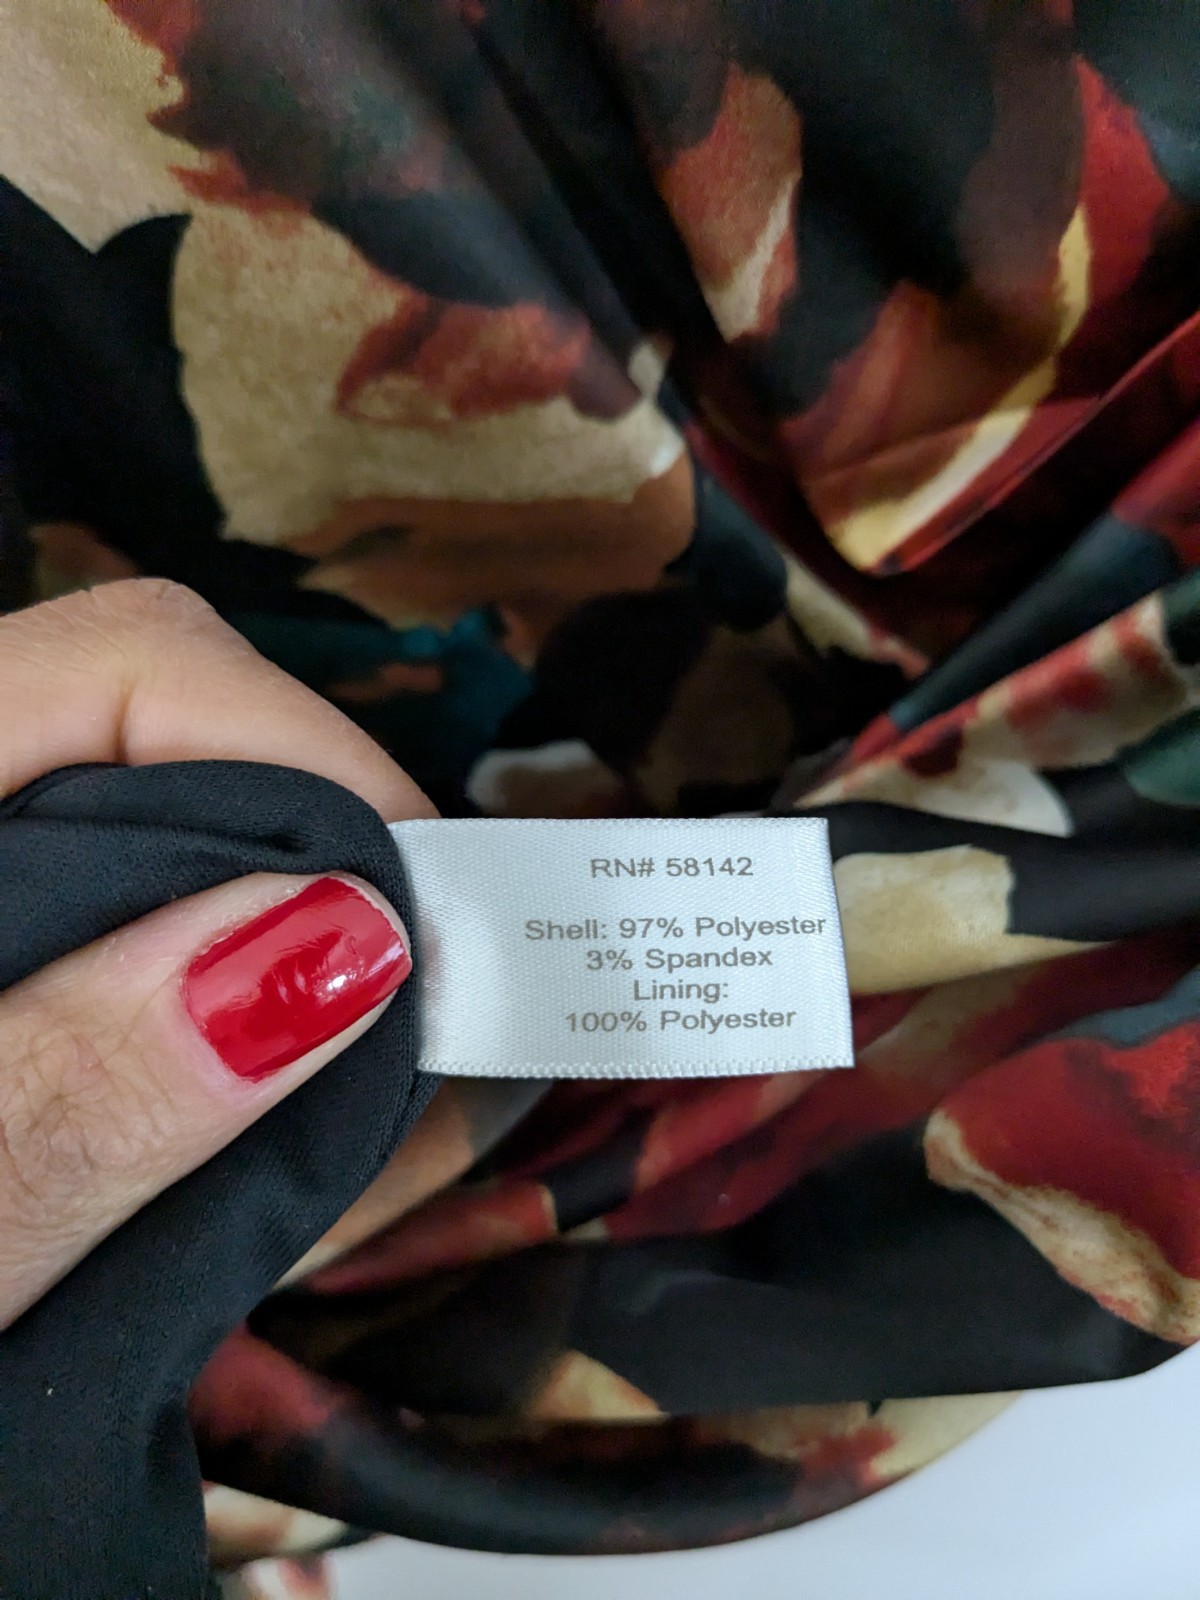 RN# 58142
Shell: 97% Polyester
3% Spandex
Lining:
100% Polyester